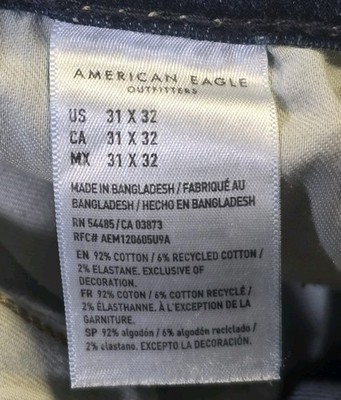 AMERICAN EAGLE
OUTFITTERS
US 31 X 32
CA 31 X 32
MX 31 X 32
MADE IN BANGLADESH / FABRIQUÉ AU
BANGLADESH / HECHO EN BANGLADESH
RN 54485/CA 03873
RFC# AEM120605U9A
EN 92% COTTON / 6% RECYCLED COTTON /
2% ELASTANE. EXCLUSIVE OF
DECORATION.
FR 92% COTON / 6% COTON RECYCLÉ /
2% ÉLASTHANNE. À L'EXCEPTION DE LA
GARNITURE.
SP 92% algodón / 6% algodón reciclado /
2% elastano. EXCEPTO LA DECORACIÓN.